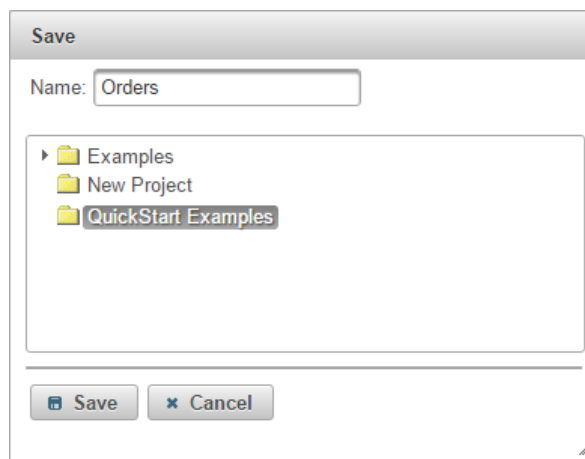 Save
Name: Orders
Examples
New Project
QuickStart Examples
Save Cancel